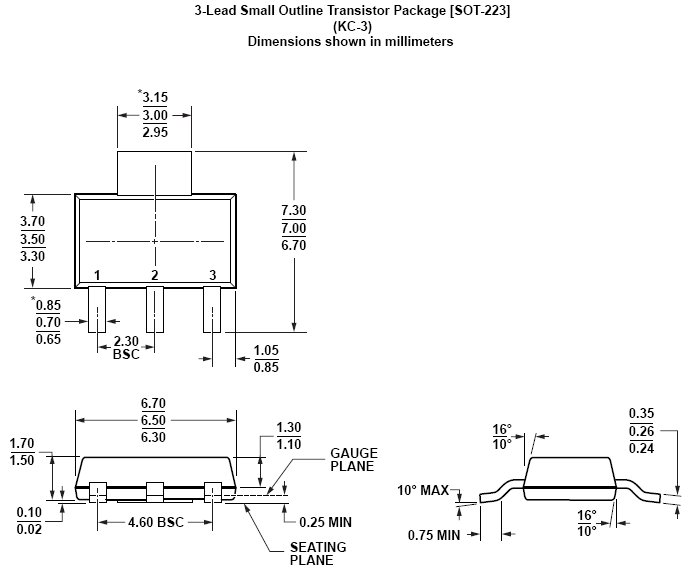 3-Lead Small Outline Transistor Package [SOT-223]
(KC-3)
Dimensions shown in millimeters
*3.15
3.00
2.95
3.70
3.50
3.30
7.30
7.00
6.70
1
2
3
*0.85
0.70
0.65
2.30
BSC
1.05
0.85
6.70
6.50
6.30
1.70
1.50
1.30
1.10
GAUGE
PLANE
0.10
0.02
4.60 BSC
0.25 MIN
SEATING
PLANE
16°
10°
0.35
0.26
0.24
10° MAX
0.75 MIN
16°
10°